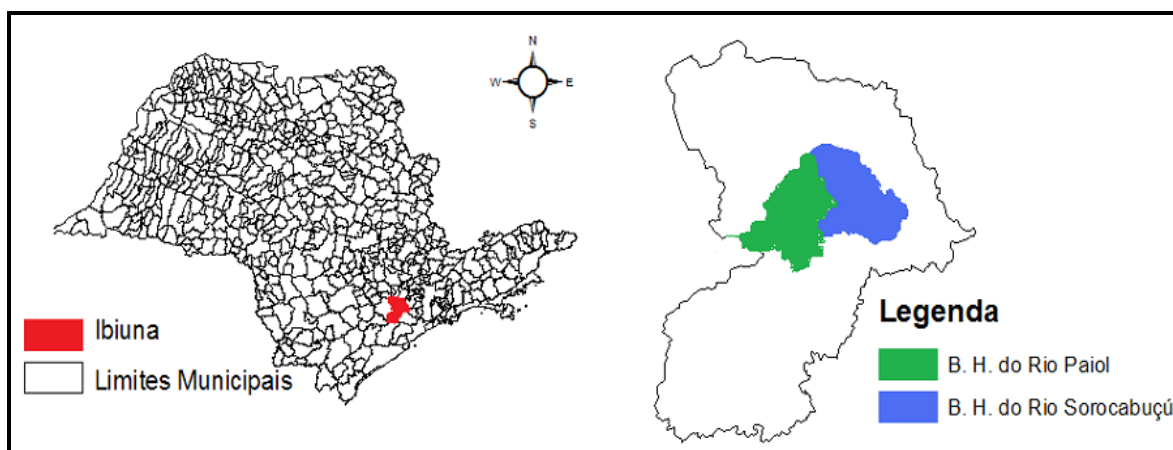 N
W
E
S
Ibiuna
Limites Municipais
Legenda
B. H. do Rio Paiol
B. H. do Rio Sorocabuçú